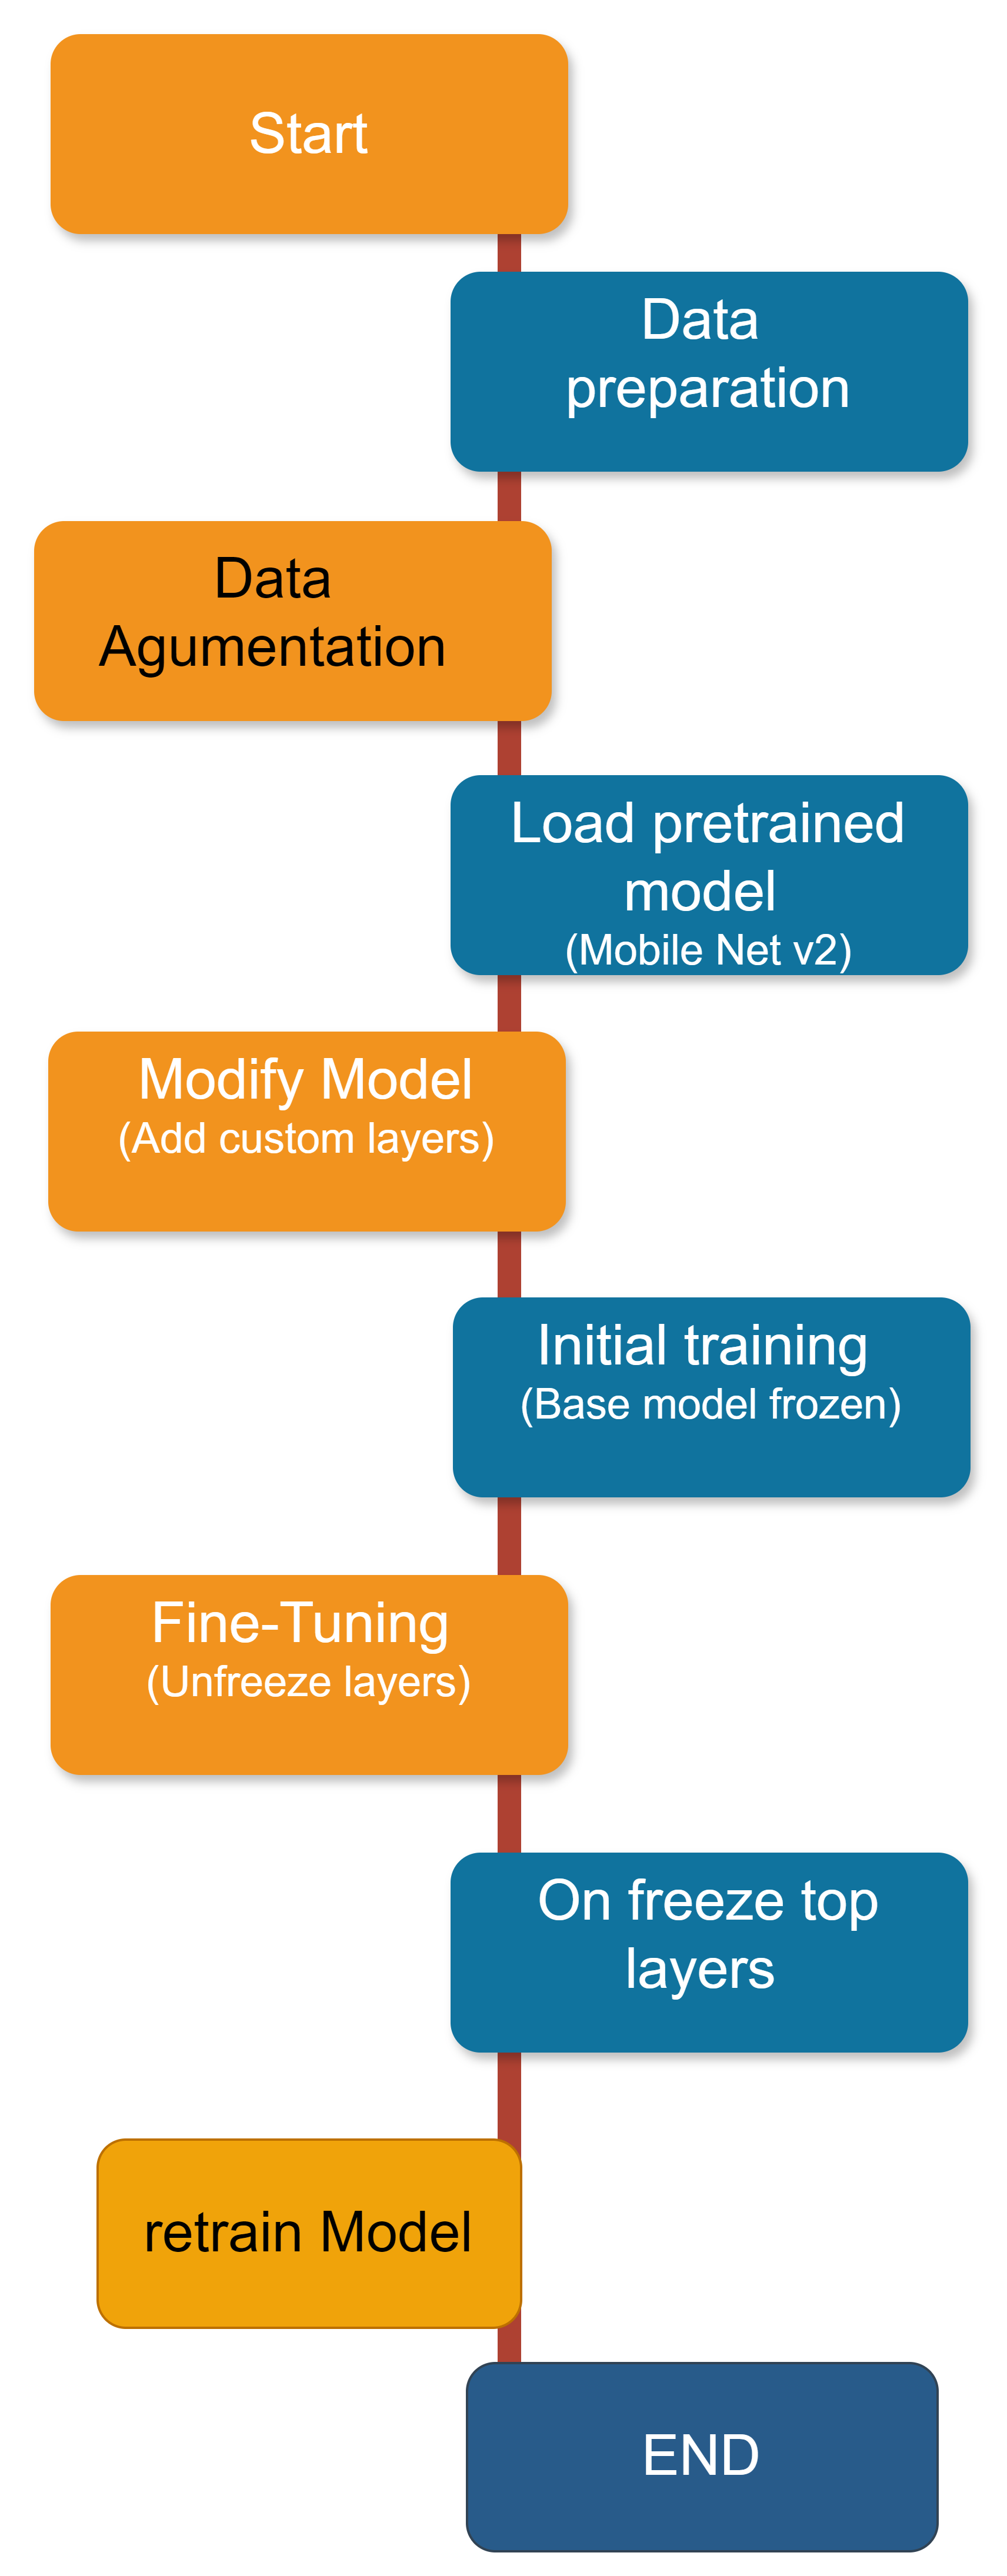 Start
Data
preparation
Data
Agumentation
Load pretrained
model
(Mobile Net v2)
Modify Model
(Add custom layers)
Initial training
(Base model frozen)
Fine-Tuning
(Unfreeze layers)
On freeze top
layers
retrain Model
END